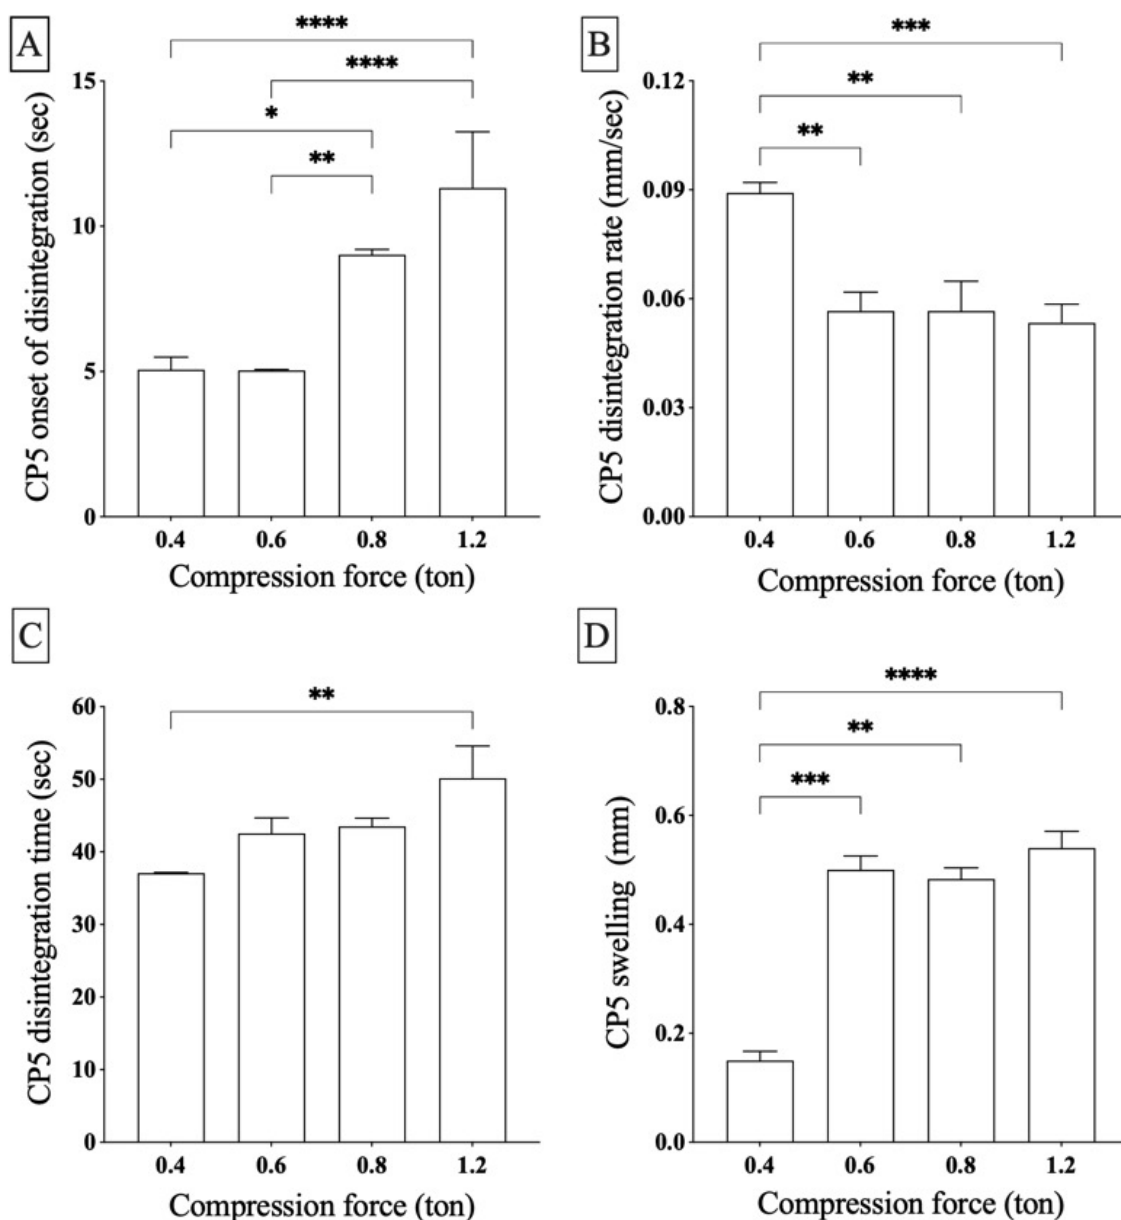 A
****
****
*
**
CP5 onset of disintegration (sec)
15
10
5
0
0.4 0.6 0.8 1.2
Compression force (ton)
B
***
**
**
CP5 disintegration rate (mm/sec)
0.12
0.09
0.06
0.03
0.00
0.4 0.6 0.8 1.2
Compression force (ton)
C
**
CP5 disintegration time (sec)
60
50
40
30
20
10
0
0.4 0.6 0.8 1.2
Compression force (ton)
D
****
**
***
CP5 swelling (mm)
0.8
0.6
0.4
0.2
0.0
0.4 0.6 0.8 1.2
Compression force (ton)